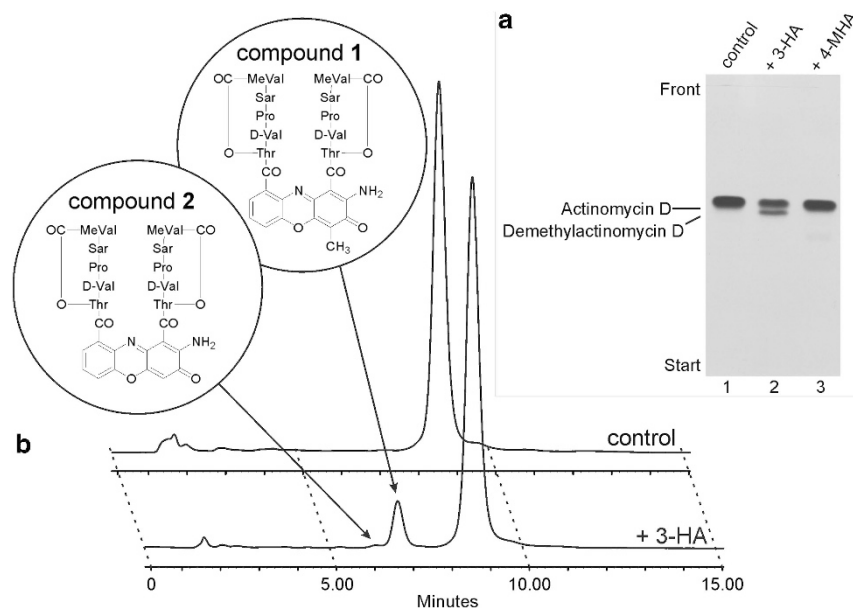 a
control
+ 3-HA
+ 4-MHA
Front
Actinomycin D
Demethylactinomycin D
Start
1 2 3
compound 1
OC MeVal MeVal CO
Sar Sar
Pro Pro
D-Val D-Val
O Thr Thr O
CO CO
N NH₂
O O
CH₃
compound 2
OC MeVal MeVal CO
Sar Sar
Pro Pro
D-Val D-Val
O Thr Thr O
CO CO
N NH₂
O O
b
control
+ 3-HA
0 5.00 10.00 15.00
Minutes